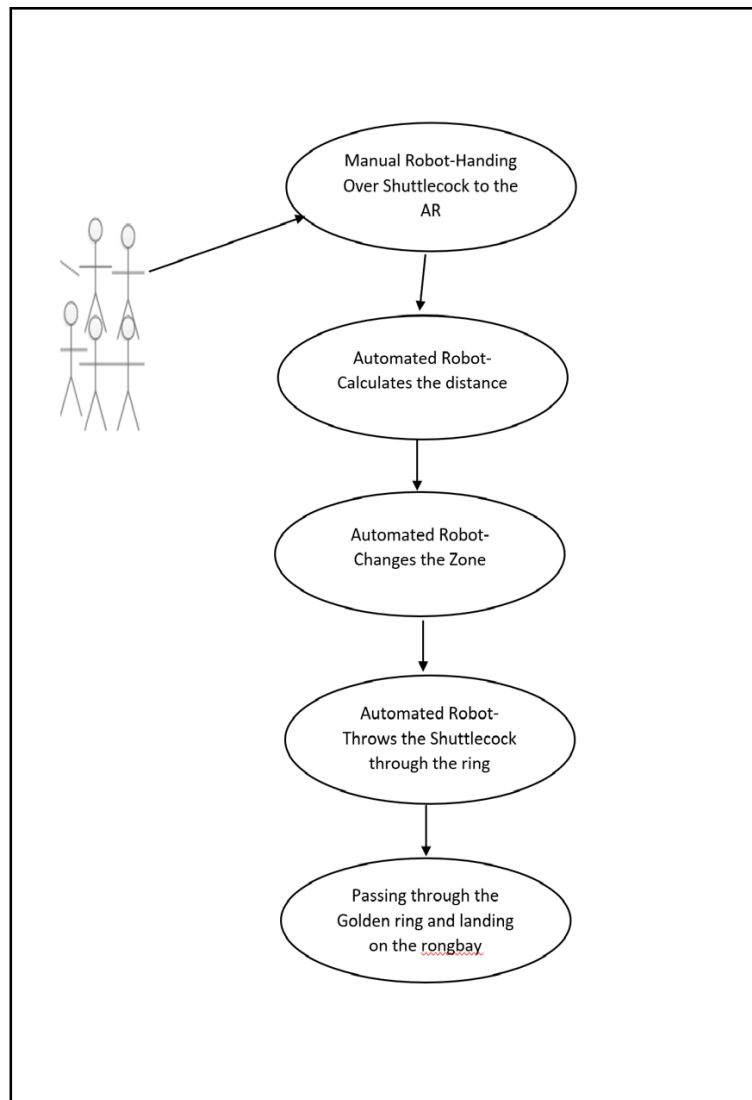 Manual Robot-Handing
Over Shuttlecock to the
AR
Automated Robot-
Calculates the distance
Automated Robot-
Changes the Zone
Automated Robot-
Throws the Shuttlecock
through the ring
Passing through the
Golden ring and landing
on the rongbay